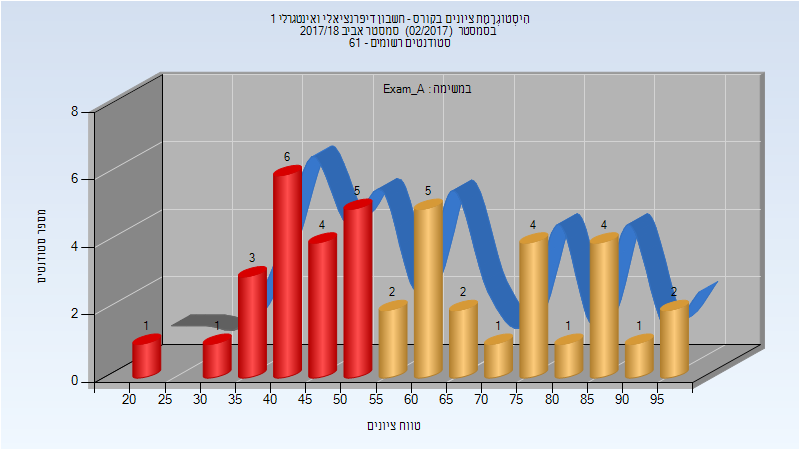 הִיסְטוֹגְרָמַת ציונים בקורס - חשבון דיפרנציאלי ואינטגרלי 1
בסמסטר (02/2017) סמסטר אביב 2017/18
סטודנטים רשומים - 61
במשימה : Exam_A
מספר סטודנטים
8
6
4
2
0
1 1 3 6 4 5 2 5 2 1 4 1 4 1 2
20 25 30 35 40 45 50 55 60 65 70 75 80 85 90 95
טווח ציונים